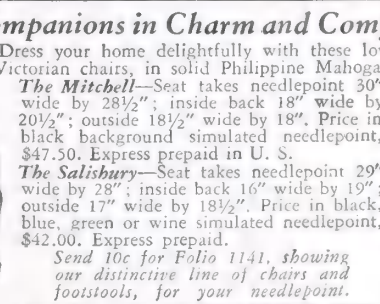 mpanions in Charm and Com
Dress your home delightfully with these lo
Victorian chairs, in solid Philippine Mahoga
The Mitchell—Seat takes needlepoint 30"
wide by 28½"; inside back 18" wide by
20½"; outside 18½" by 18". Price in
black background simulated needlepoint,
$47.50. Express prepaid in U. S.
The Salisbury—Seat takes needlepoint 29"
wide by 28"; inside back 16" wide by 19";
outside 17" wide by 18½". Price in black,
blue, green or wine simulated needlepoint,
$42.00. Express prepaid.
Send 10c for Folio 1141, showing
our distinctive line of chairs and
footstools, for your needlepoint.